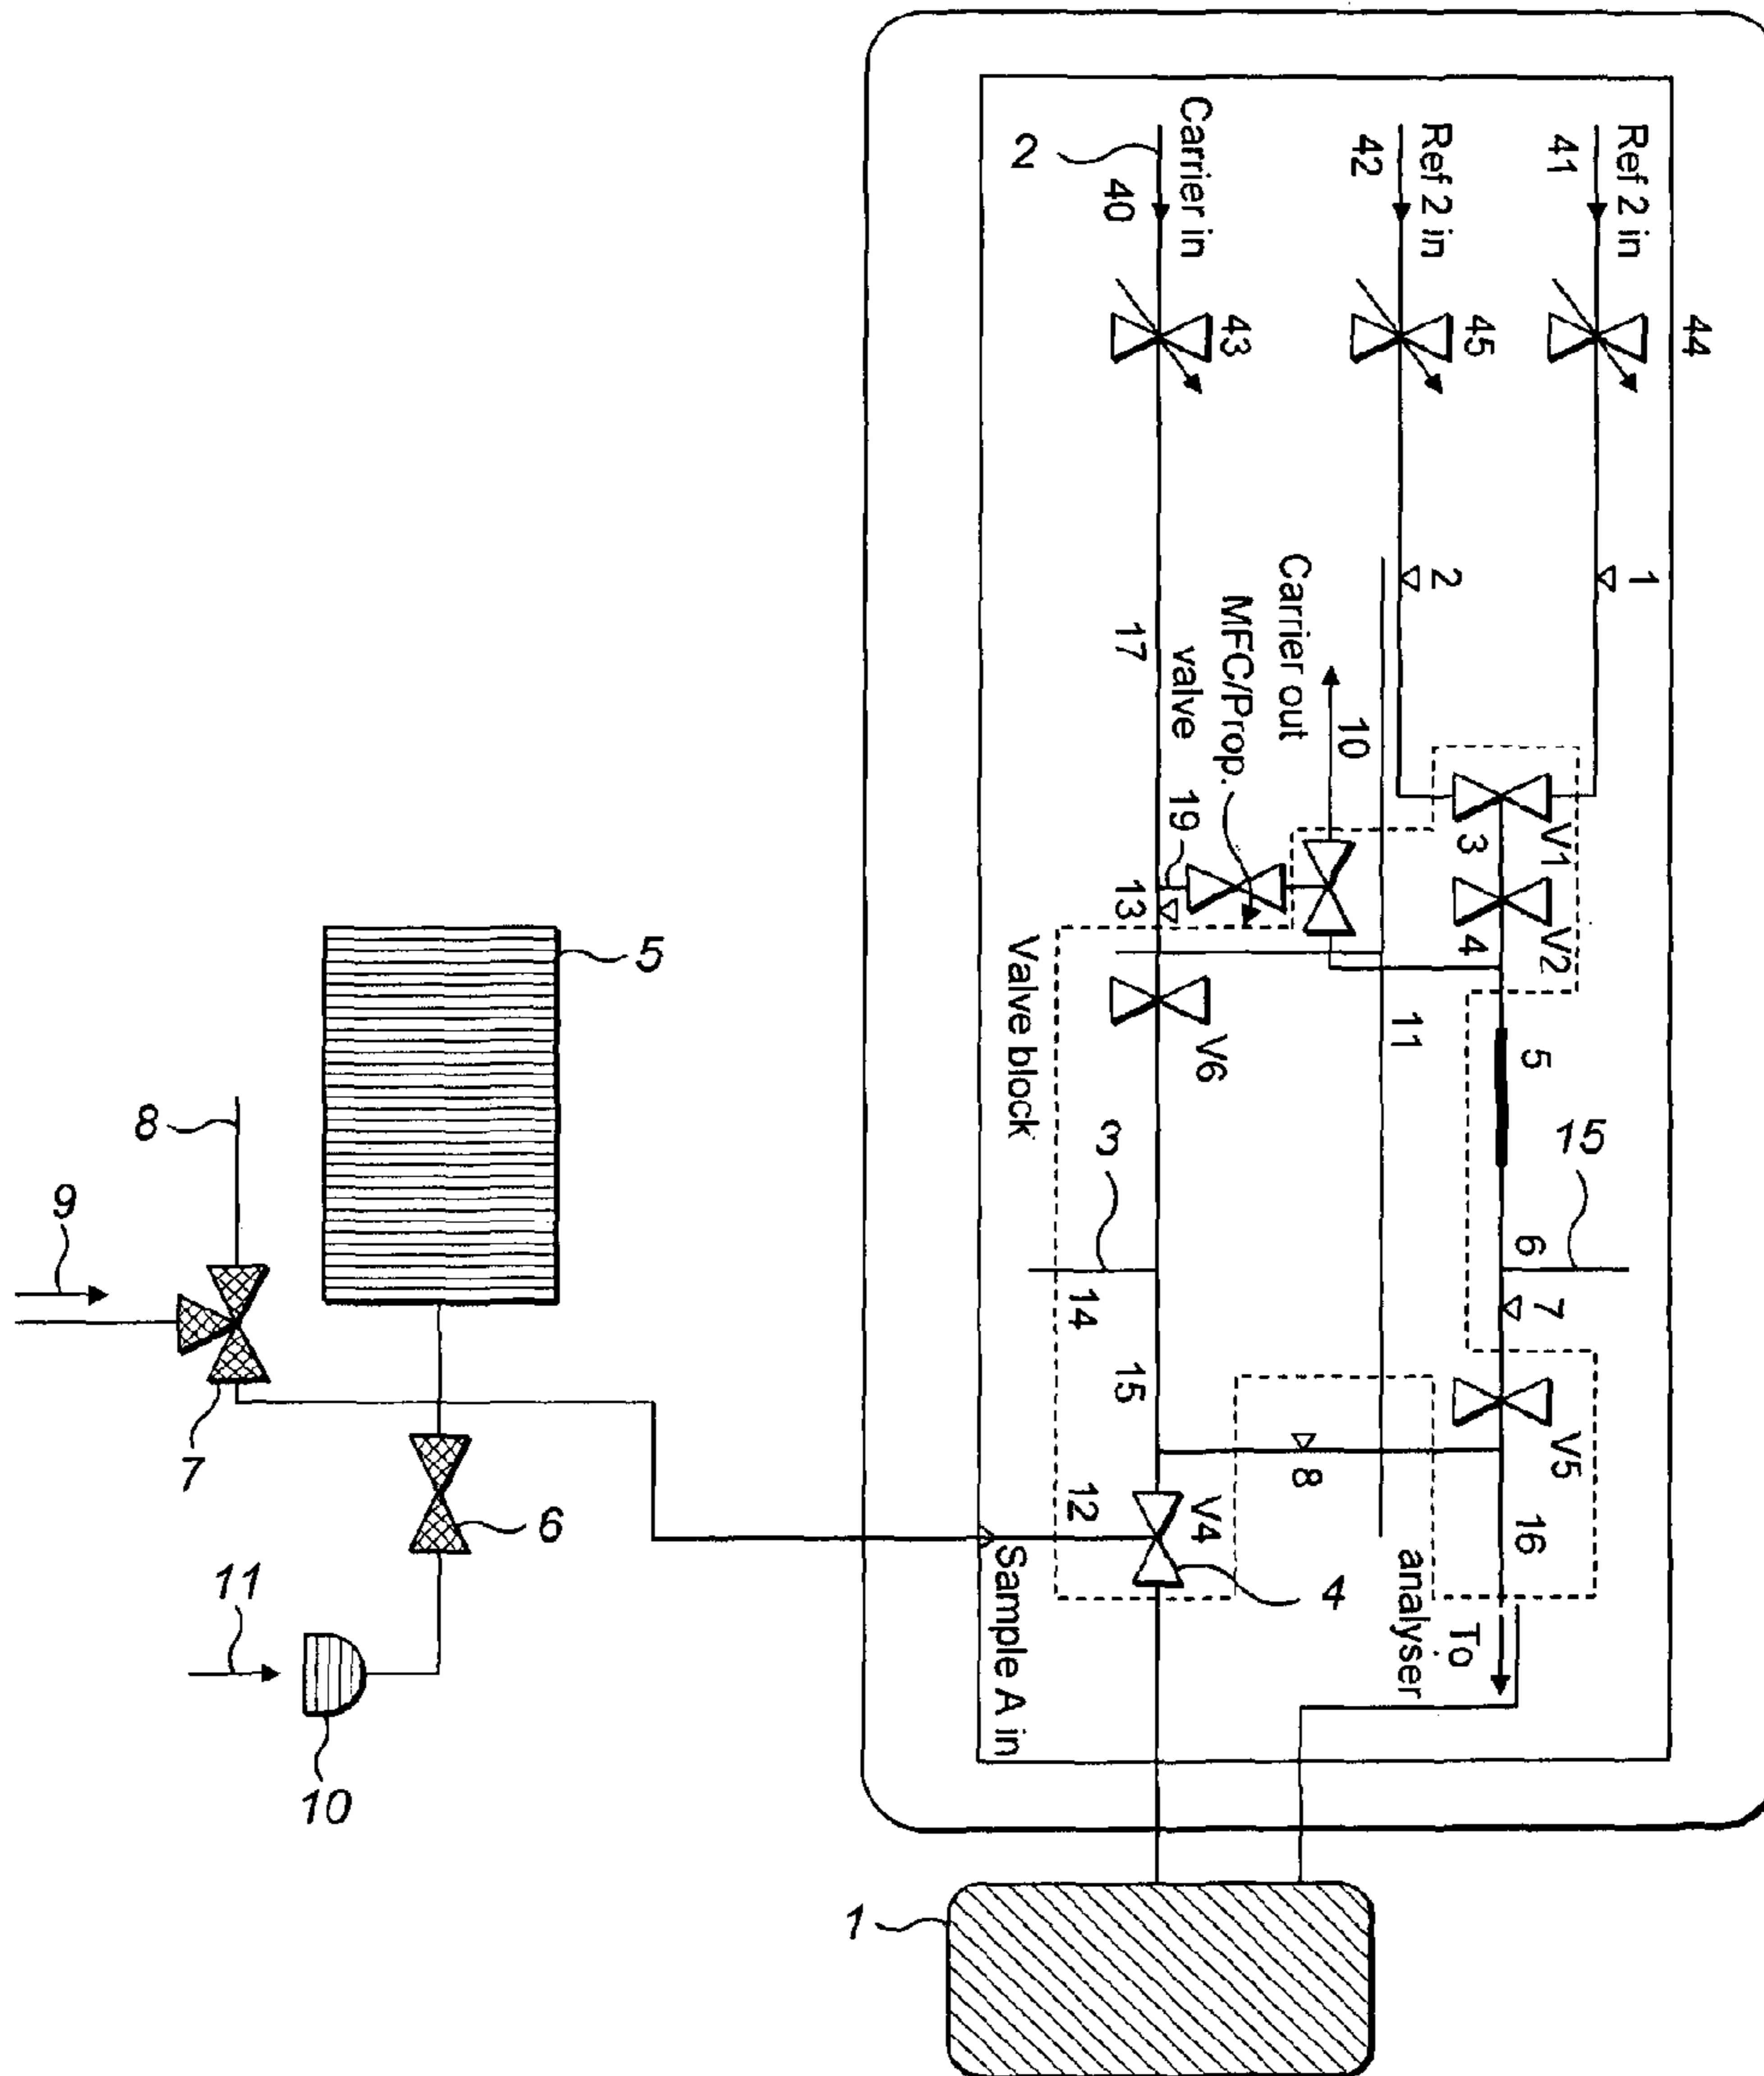 Ref 2 in
41
44
Ref 2 in
42
45
Carrier in
40
43
2
1
2
17
Carrier out
MFC/Prop.
valve
10
19
13
V1
3
V2
4
11
V6
Valve block
5
15
3
6
7
14
15
V5
8
16
12
V4
4
Sample A in
To
analyser
1
5
8
9
7
6
11
10